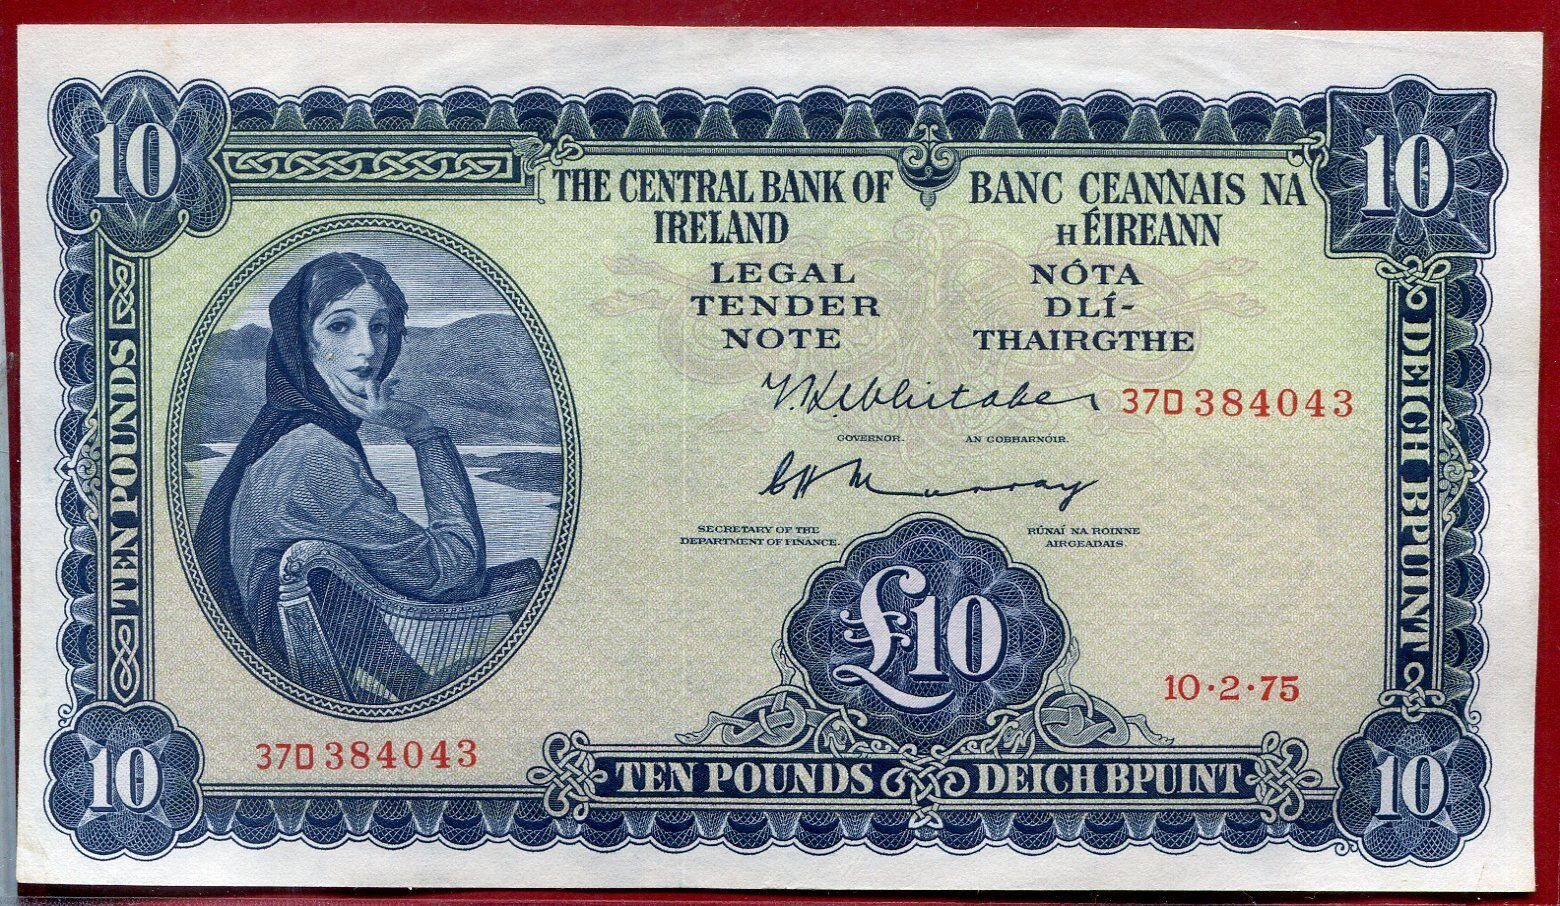 10
10
THE CENTRAL BANK OF
IRELAND
BANC CEANNAIS NA
hÉIREANN
LEGAL
TENDER
NOTE
NÓTA
DLÍ-
THAIRGTHE
T.K. Whitaker
37D 384043
GOVERNOR.
AN GOBHARNÓIR.
C H Murray
SECRETARY OF THE
DEPARTMENT OF FINANCE.
RÚNAÍ NA ROINNE
AIRGEADAIS.
TEN POUNDS
DEICH BPUINT
£10
10·2·75
37D 384043
10
TEN POUNDS
DEICH BPUINT
10